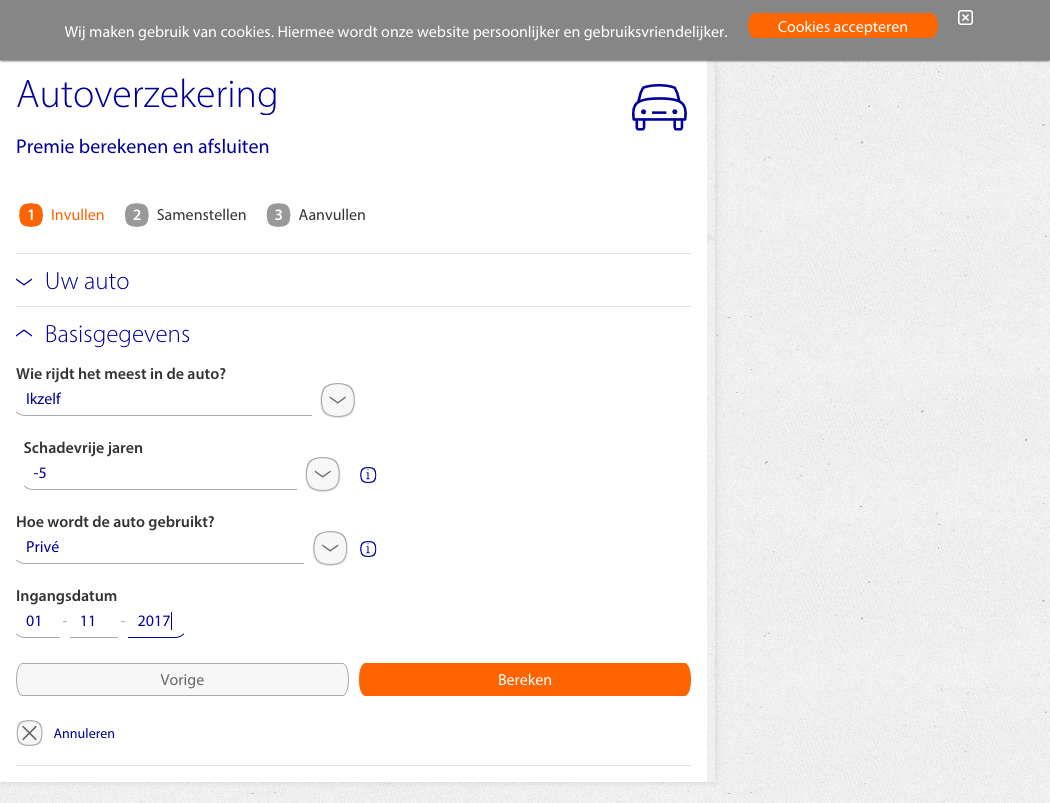 Wij maken gebruik van cookies. Hiermee wordt onze website persoonlijker en gebruiksvriendelijker. Cookies accepteren
Autoverzekering
Premie berekenen en afsluiten
1 Invullen 2 Samenstellen 3 Aanvullen
Uw auto
Basisgegevens
Wie rijdt het meest in de auto?
Ikzelf
Schadevrije jaren
-5
Hoe wordt de auto gebruikt?
Privé
Ingangsdatum
01 - 11 - 2017
Vorige Bereken
Annuleren